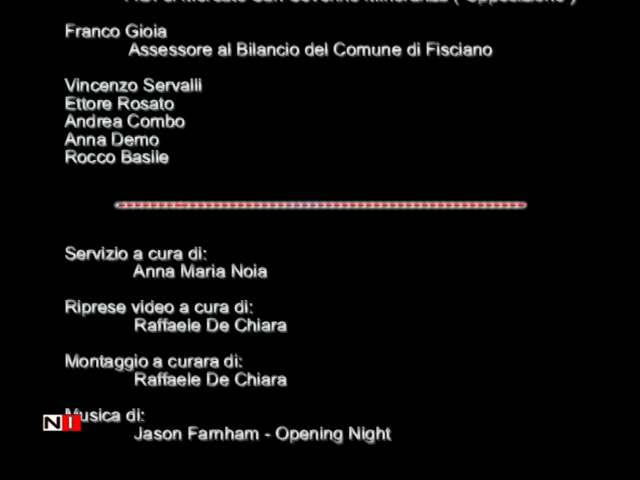 Franco Gioia
Assessore al Bilancio del Comune di Fisciano
Vincenzo Servalli
Ettore Rosato
Andrea Combo
Anna Demo
Rocco Basile
Servizio a cura di:
Anna Maria Noia
Riprese video a cura di:
Raffaele De Chiara
Montaggio a curara di:
Raffaele De Chiara
Musica di:
NI
Jason Farnham - Opening Night